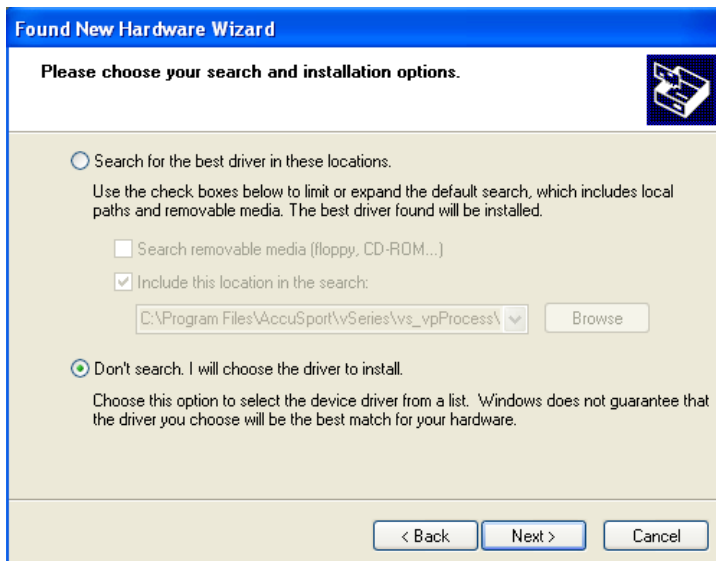 Found New Hardware Wizard
Please choose your search and installation options.
Search for the best driver in these locations.
Use the check boxes below to limit or expand the default search, which includes local
paths and removable media. The best driver found will be installed.
Search removable media (floppy, CD-ROM...)
Include this location in the search:
C:\Program Files\AccuSport\vSeries\vs_vpProcess\
Browse
Don't search. I will choose the driver to install.
Choose this option to select the device driver from a list. Windows does not guarantee that
the driver you choose will be the best match for your hardware.
< Back Next > Cancel